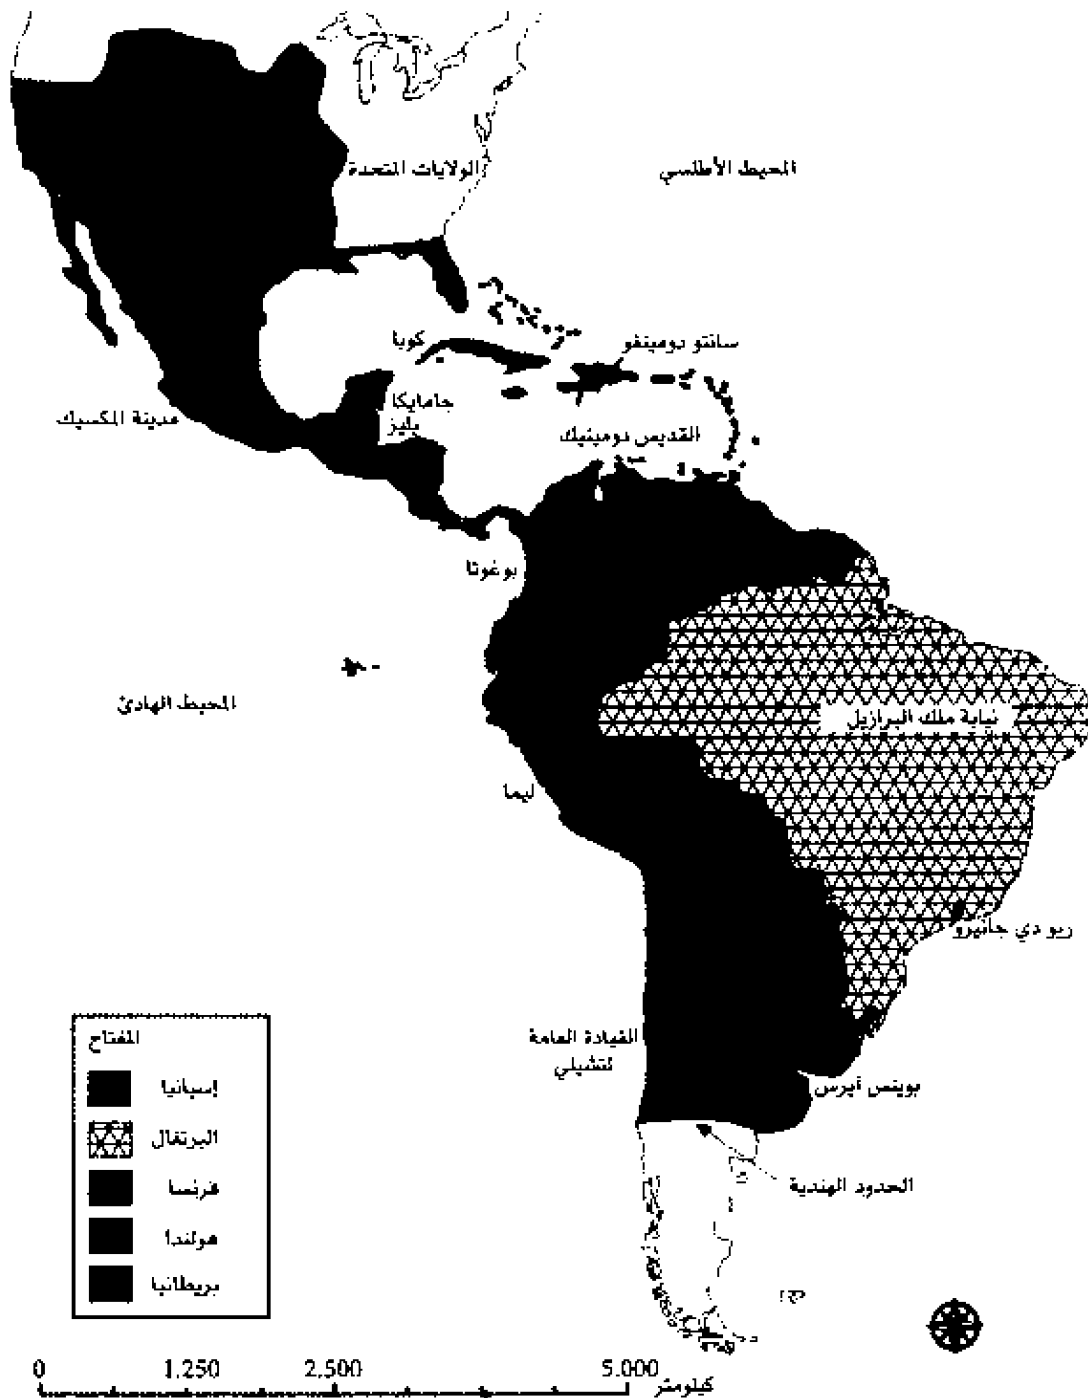 الولايات المتحدة
المحيط الأطلسي
كوبا
سانتو دومينغو
جامايكا
بليز
مدينة المكسيك
القديس دومينيك
بوغوتا
المحيط الهادئ
نيابة ملك البرازيل
ليما
ريو دي جانيرو
القيادة العامة
لتشيلي
بوينس آيرس
الحدود الهندية
المفتاح
إسبانيا
البرتغال
فرنسا
هولندا
بريطانيا
0 1.250 2.500 5.000
كيلومتر